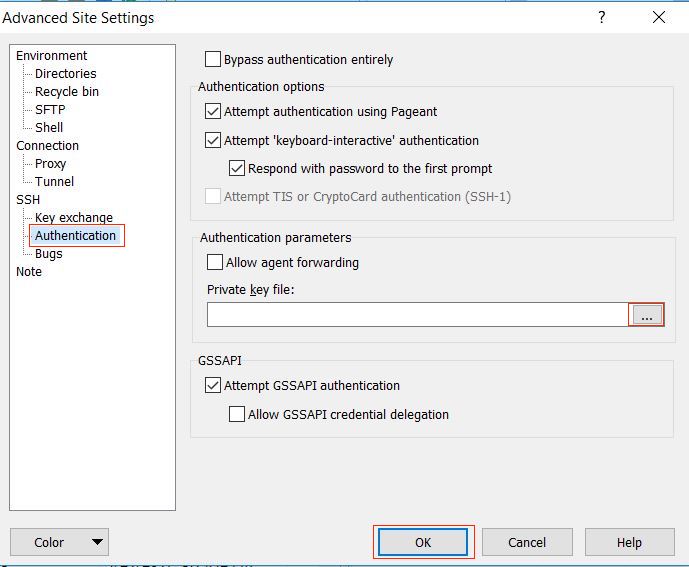 Advanced Site Settings
?
Environment
Directories
Recycle bin
SFTP
Shell
Connection
Proxy
Tunnel
SSH
Key exchange
Authentication
Bugs
Note
Bypass authentication entirely
Authentication options
Attempt authentication using Pageant
Attempt 'keyboard-interactive' authentication
Respond with password to the first prompt
Attempt TIS or CryptoCard authentication (SSH-1)
Authentication parameters
Allow agent forwarding
Private key file:
...
GSSAPI
Attempt GSSAPI authentication
Allow GSSAPI credential delegation
Color
OK
Cancel
Help